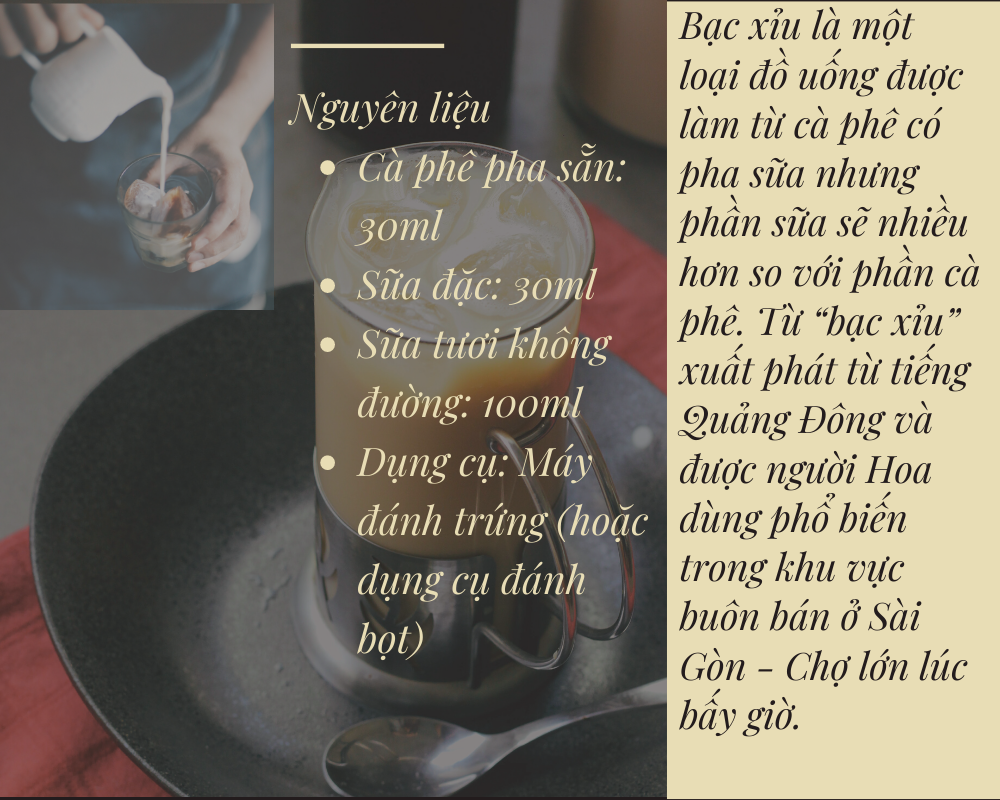 Nguyên liệu
• Cà phê pha sẵn:
30ml
• Sữa đặc: 30ml
• Sữa tươi không
đường: 100ml
• Dụng cụ: Máy
đánh trứng (hoặc
dụng cụ đánh
bọt)
Bạc xỉu là một
loại đồ uống được
làm từ cà phê có
pha sữa nhưng
phần sữa sẽ nhiều
hơn so với phần cà
phê. Từ “bạc xỉu”
xuất phát từ tiếng
Quảng Đông và
được người Hoa
dùng phổ biến
trong khu vực
buôn bán ở Sài
Gòn - Chợ lớn lúc
bấy giờ.